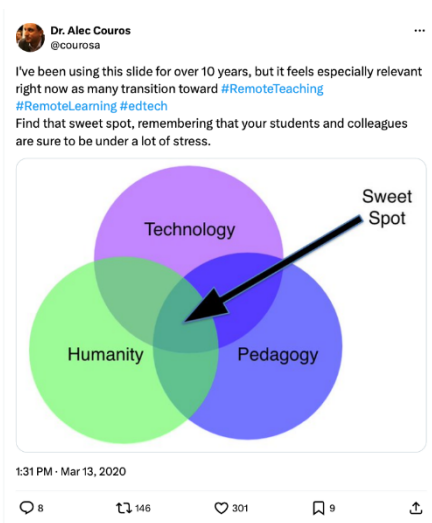 Dr. Alec Couros
@courosa
I've been using this slide for over 10 years, but it feels especially relevant
right now as many transition toward #RemoteTeaching
#RemoteLearning #edtech
Find that sweet spot, remembering that your students and colleagues
are sure to be under a lot of stress.
Sweet
Spot
Technology
Humanity
Pedagogy
1:31 PM · Mar 13, 2020
8
146
301
9